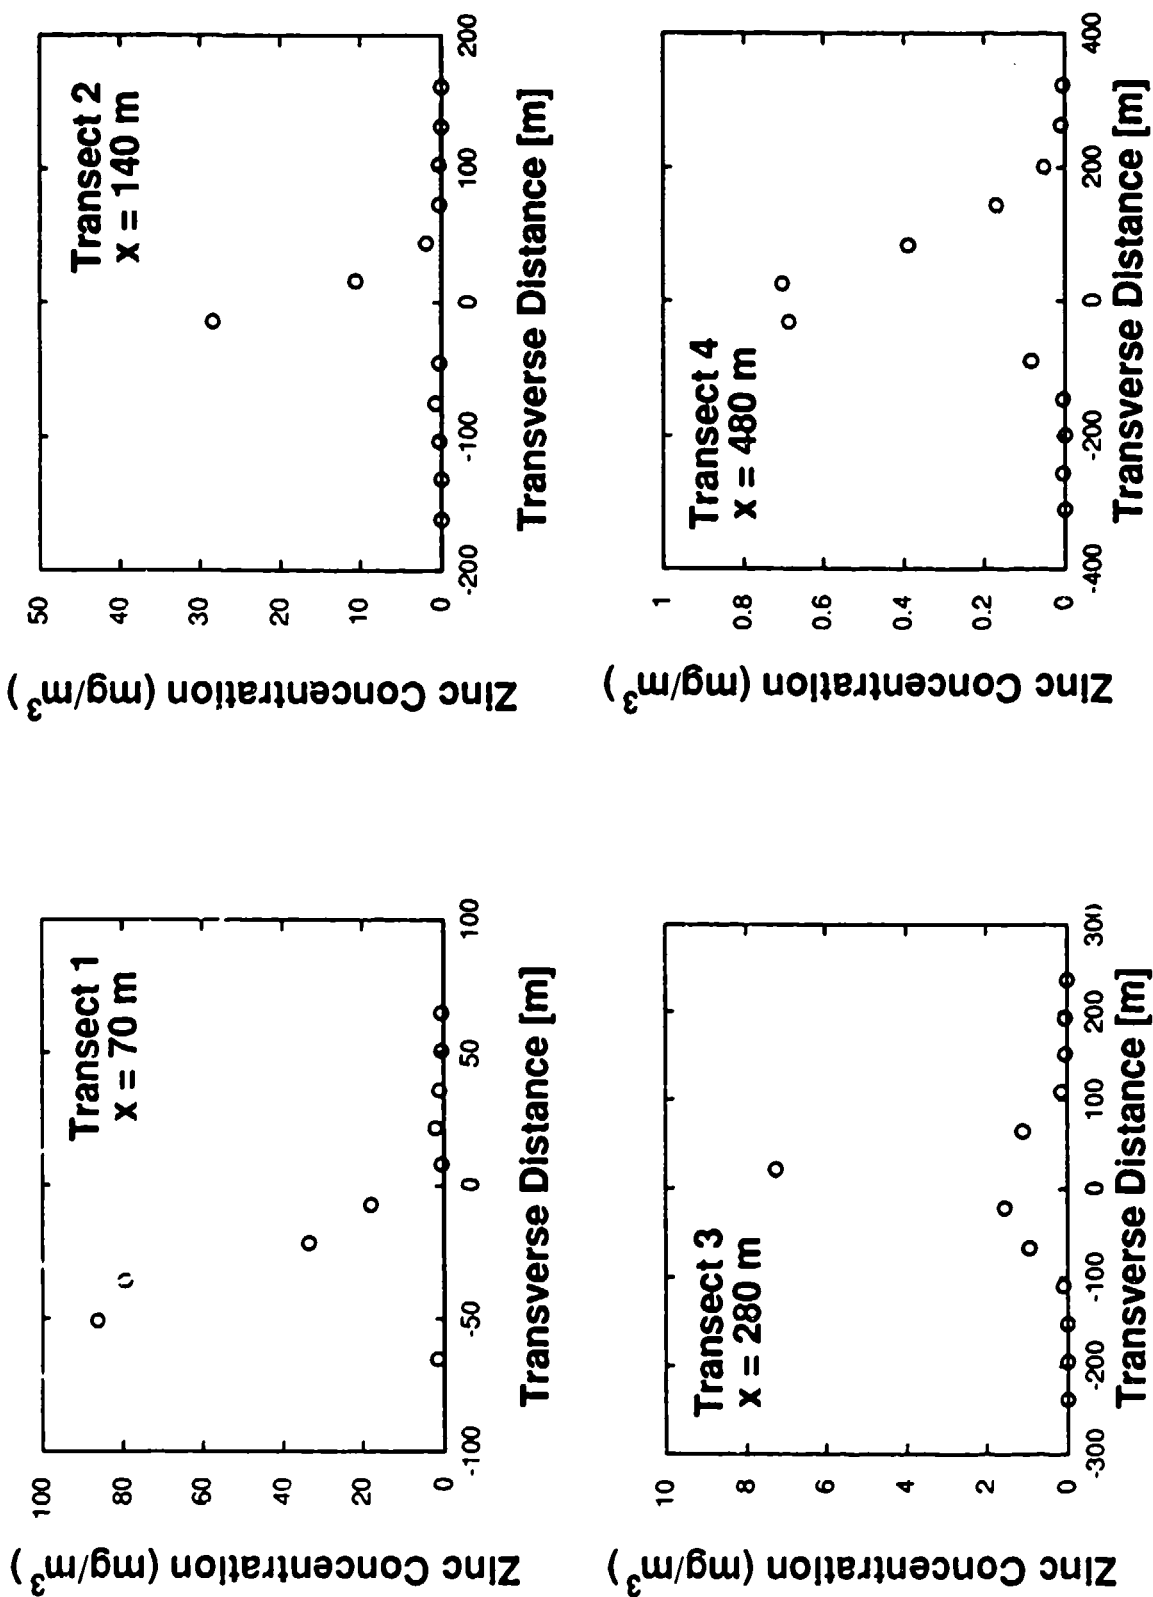 Transect 1
x = 70 m
100
80
60
40
20
0
-100
-50
0
50
100
Zinc Concentration (mg/m³)
Transverse Distance [m]
Transect 2
x = 140 m
50
40
30
20
10
0
-200
-100
0
100
200
Zinc Concentration (mg/m³)
Transverse Distance [m]
Transect 3
x = 280 m
10
8
6
4
2
0
-300
-200
-100
0
100
200
300
Zinc Concentration (mg/m³)
Transverse Distance [m]
Transect 4
x = 480 m
1
0.8
0.6
0.4
0.2
0
-400
-200
0
200
400
Zinc Concentration (mg/m³)
Transverse Distance [m]